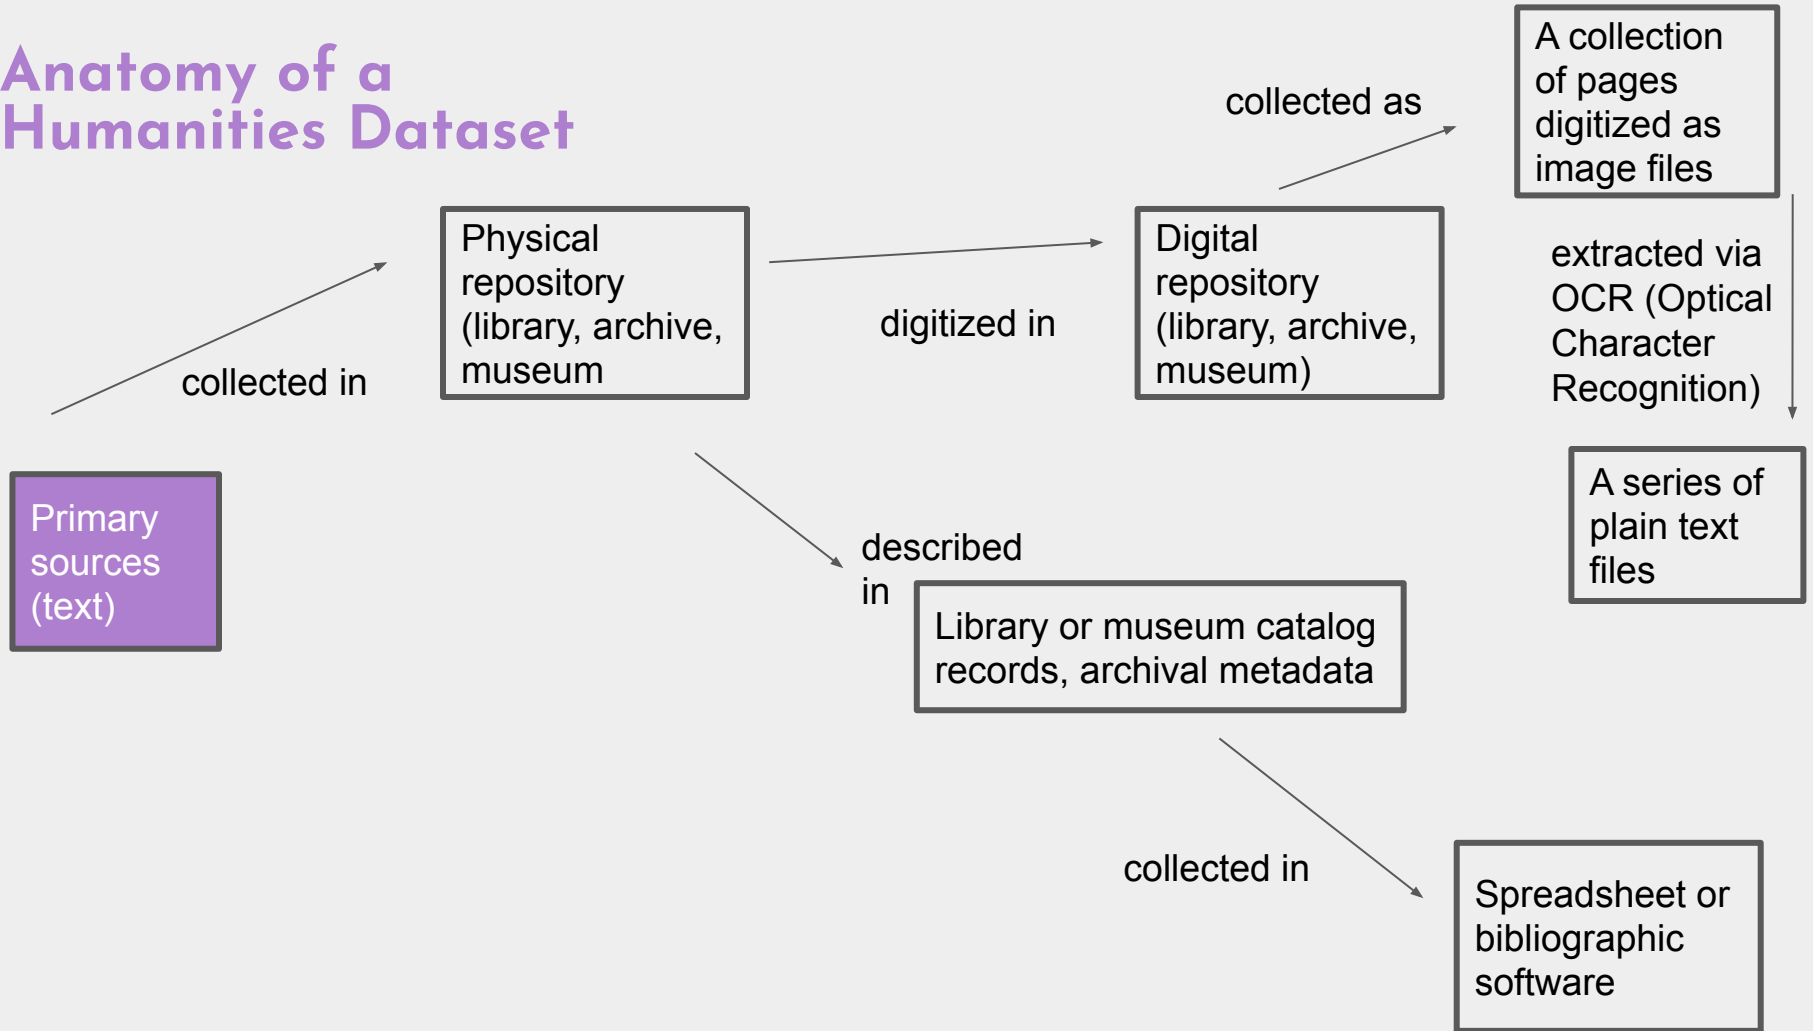 Anatomy of a
Humanities Dataset
Primary
sources
(text)
collected in
Physical
repository
(library, archive,
museum
digitized in
Digital
repository
(library, archive,
museum)
collected as
A collection
of pages
digitized as
image files
extracted via
OCR (Optical
Character
Recognition)
A series of
plain text
files
described
in
Library or museum catalog
records, archival metadata
collected in
Spreadsheet or
bibliographic
software